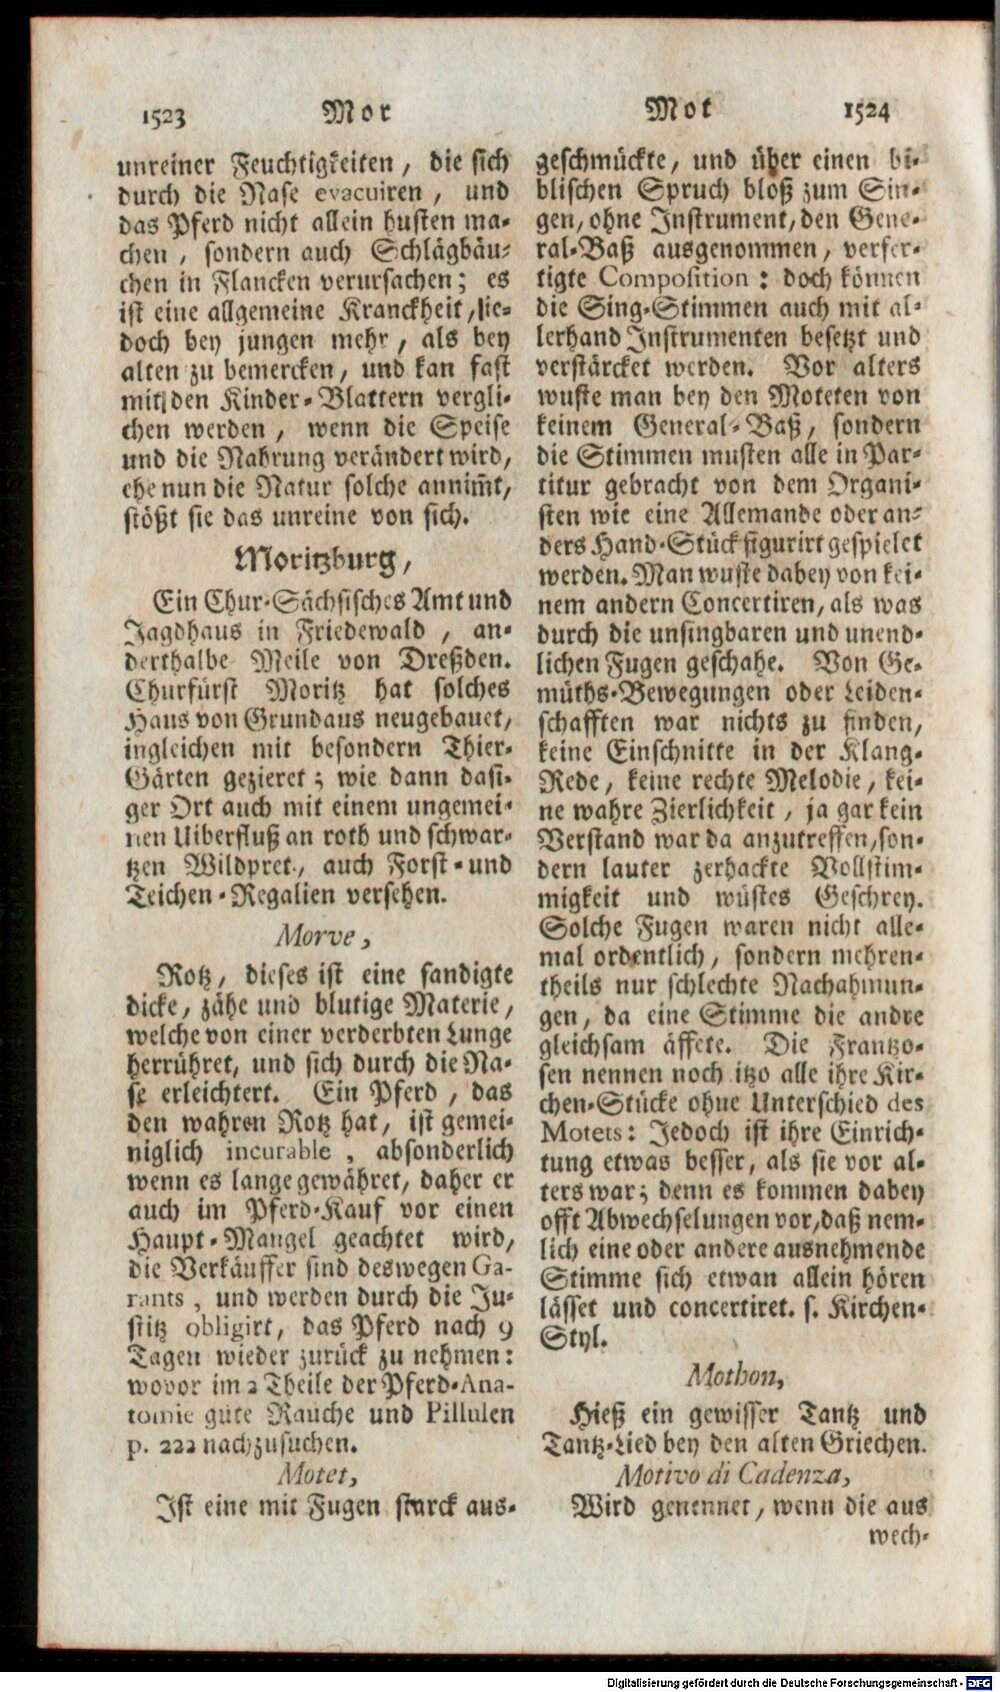 1523 Mor
unreiner Feuchtigkeiten, die sich
durch die Nase evacuiren, und
das Pferd nicht allein husten ma-
chen, sondern auch Schlägbäu-
chen in Flancken verursachen; es
ist eine allgemeine Kranckheit, ie-
doch bey jungen mehr, als bey
alten zu bemercken, und kan fast
mit den Kinder-Blattern vergli-
chen werden, wenn die Speise
und die Nahrung verändert wird,
ehe nun die Natur solche annim̃t,
stößt sie das unreine von sich.
Moritzburg,
Ein Chur-Sächsisches Amt und
Jagdhaus in Friedewald, an-
derthalbe Meile von Dreßden.
Churfürst Moritz hat solches
Haus von Grund aus neugebauet,
ingleichen mit besondern Thier-
Gärten gezieret; wie dann dasi-
ger Ort auch mit einem ungemei-
nen Uiberfluß an roth und schwar-
tzen Wildpret, auch Forst- und
Teichen-Regalien versehen.
Morve,
Rotz, dieses ist eine sandigte
dicke, zähe und blutige Materie,
welche von einer verderbten Lunge
herrühret, und sich durch die Na-
se erleichtert. Ein Pferd, das
den wahren Rotz hat, ist gemei-
niglich incurable, absonderlich
wenn es lange gewähret, daher er
auch im Pferd-Kauf vor einen
Haupt-Mangel geachtet wird,
die Verkäuffer sind deswegen Ga-
rants, und werden durch die Ju-
stitz obligirt, das Pferd nach 9
Tagen wieder zurück zu nehmen:
wovor im 2 Theile der Pferd-Ana-
tomie gute Rauche und Pillulen
p. 222 nachzusuchen.
Motet,
Ist eine mit Fugen starck aus-
Mot 1524
geschmückte, und über einen bi-
blischen Spruch bloß zum Sin-
gen, ohne Instrument, den Gene-
ral-Baß ausgenommen, verfer-
tigte Composition: doch können
die Sing-Stimmen auch mit al-
lerhand Instrumenten besetzt und
verstärcket werden. Vor alters
wuste man bey den Moteten von
keinem General-Baß, sondern
die Stimmen musten alle in Par-
titur gebracht von dem Organi-
sten wie eine Allemande oder an-
ders Hand-Stück figurirt gespielet
werden. Man wuste dabey von kei-
nem andern Concertiren, als was
durch die unsingbaren und unend-
lichen Fugen geschahe. Von Ge-
müths-Bewegungen oder Leiden-
schafften war nichts zu finden,
keine Einschnitte in der Klang-
Rede, keine rechte Melodie, kei-
ne wahre Zierlichkeit, ja gar kein
Verstand war da anzutreffen, son-
dern lauter zerhackte Vollstim-
migkeit und wüstes Geschrey.
Solche Fugen waren nicht alle-
mal ordentlich, sondern mehren-
theils nur schlechte Nachahmun-
gen, da eine Stimme die andre
gleichsam äffete. Die Frantzo-
sen nennen noch itzo alle ihre Kir-
chen-Stücke ohne Unterschied des
Motets: Jedoch ist ihre Einrich-
tung etwas besser, als sie vor al-
ters war; denn es kommen dabey
offt Abwechselungen vor, daß nem-
lich eine oder andere ausnehmende
Stimme sich etwan allein hören
lässet und concertiret. s. Kirchen-
Styl.
Mothon,
Hieß ein gewisser Tantz und
Tantz-Lied bey den alten Griechen.
Motivo di Cadenza,
Wird genennet, wenn die aus
wech-
Digitalisierung gefördert durch die Deutsche Forschungsgemeinschaft - DFG